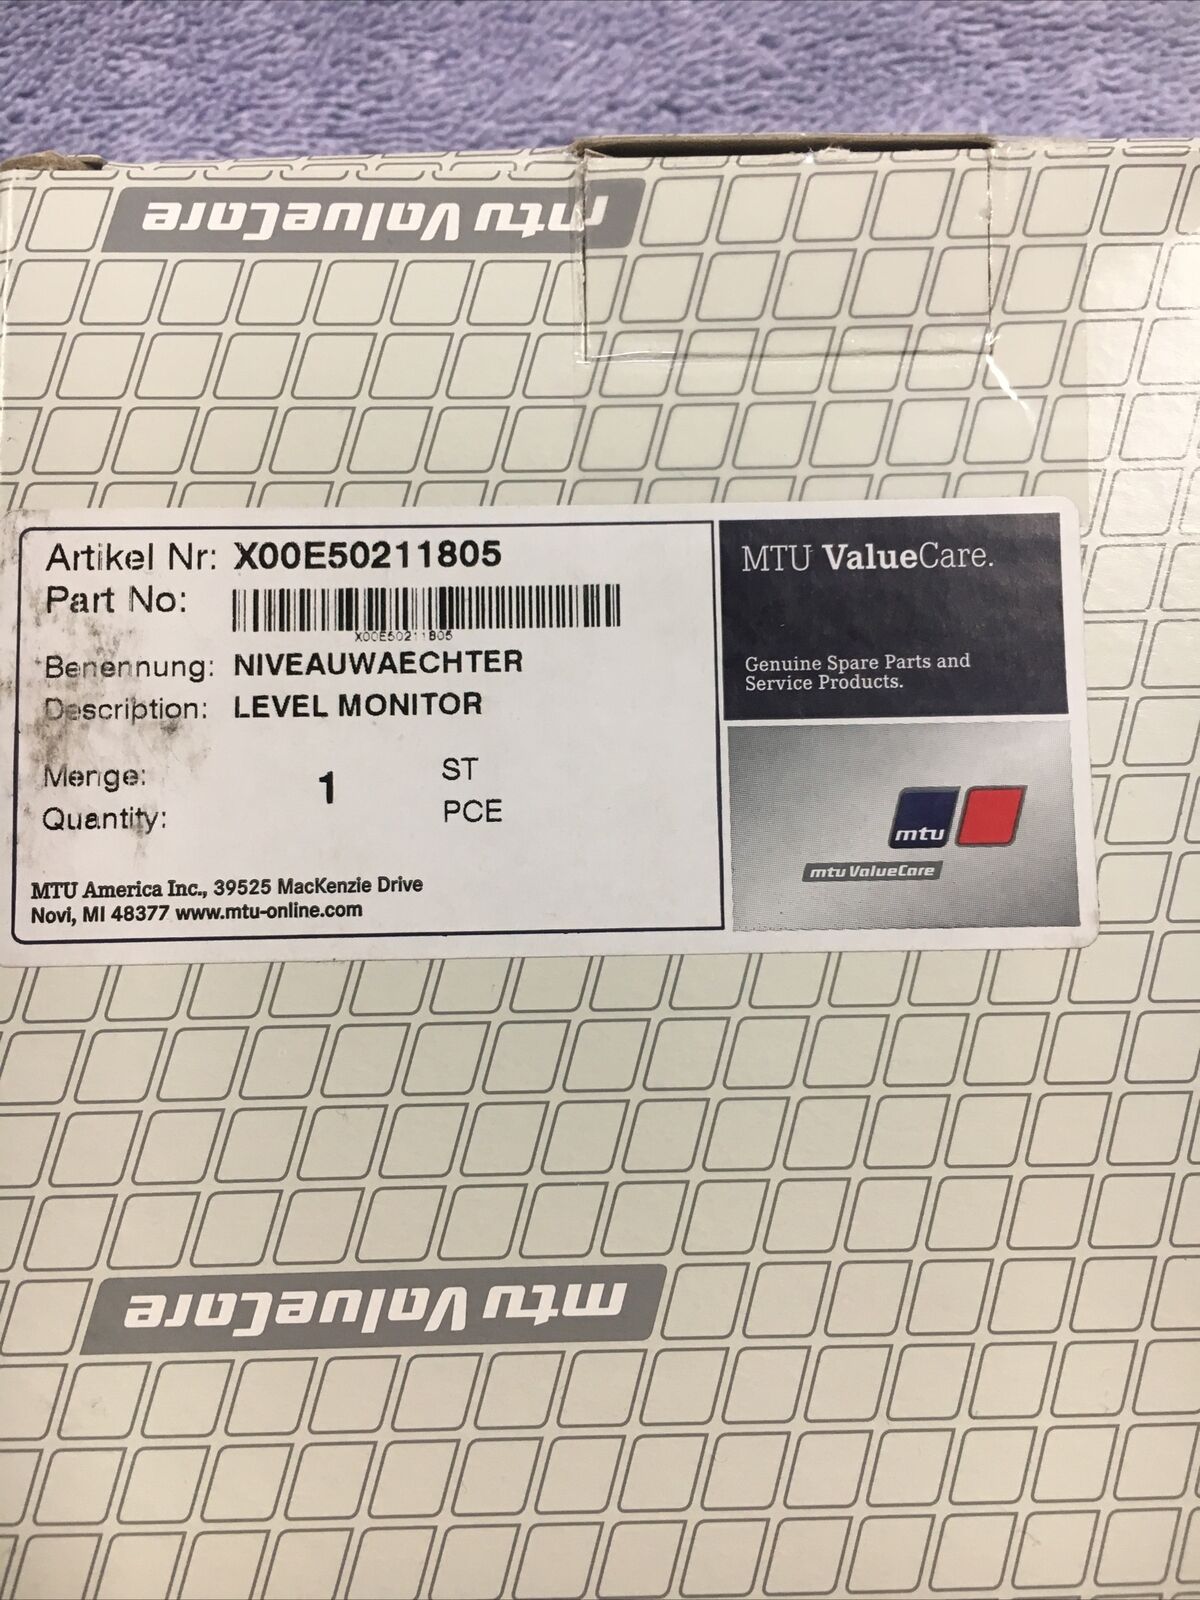 mtu ValueCare
Artikel Nr: X00E50211805
Part No:
X00E50211805
Benennung: NIVEAUWAECHTER
Description: LEVEL MONITOR
Menge: 1 ST
Quantity: PCE
MTU America Inc., 39525 MacKenzie Drive
Novi, MI 48377 www.mtu-online.com
MTU ValueCare.
Genuine Spare Parts and
Service Products.
mtu
mtu ValueCare
mtu ValueCare